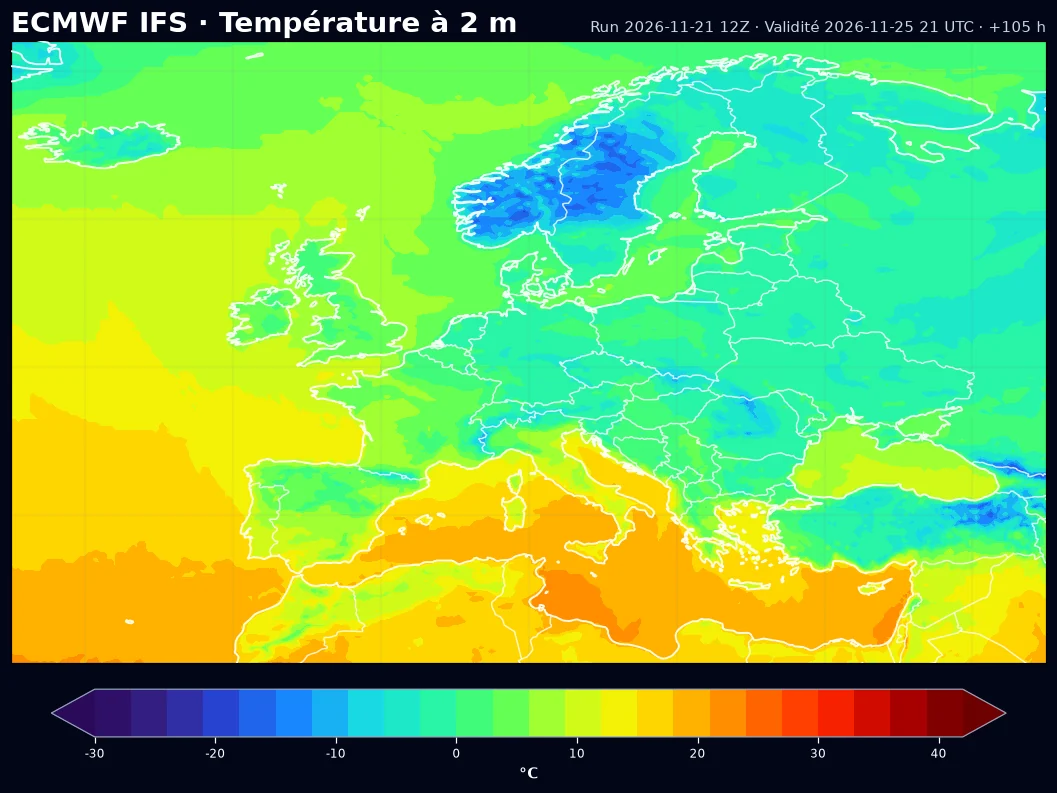 ECMWF IFS · Température à 2 m
Run 2026-11-21 12Z · Validité 2026-11-25 21 UTC · +105 h
-30 -20 -10 0 10 20 30 40
°C